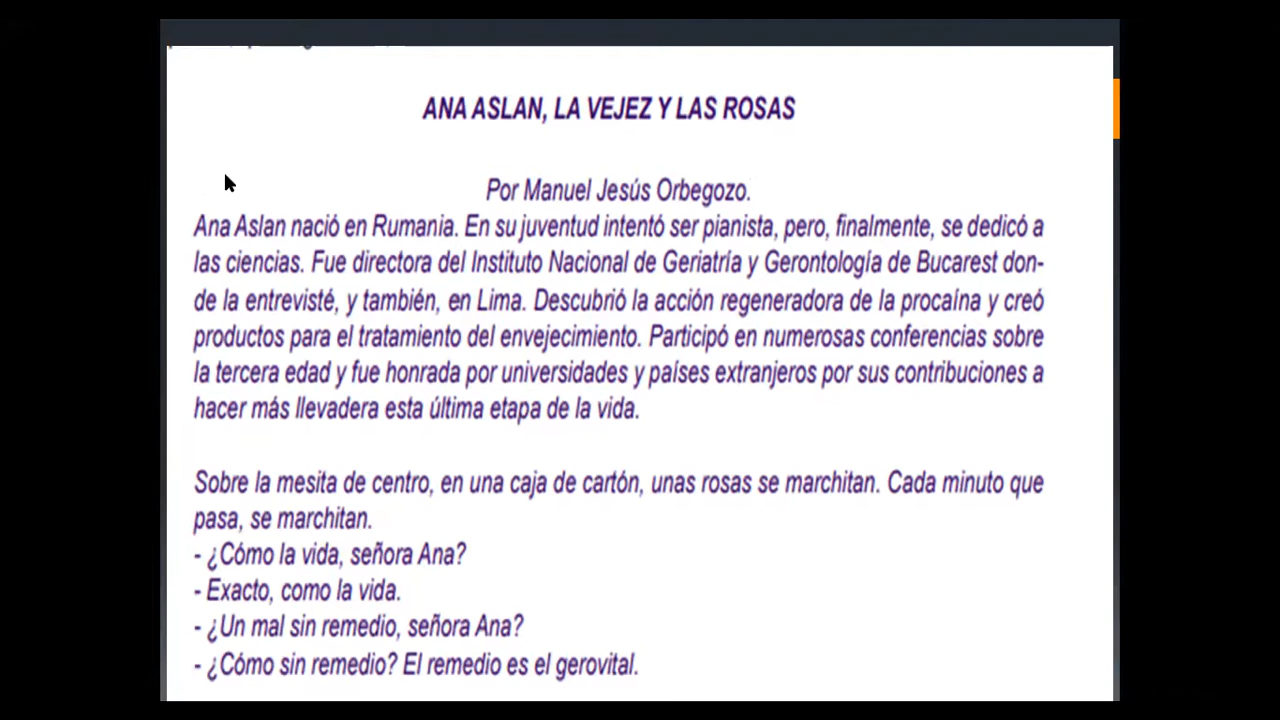 ANA ASLAN, LA VEJEZ Y LAS ROSAS
Por Manuel Jesús Orbegozo.
Ana Aslan nació en Rumania. En su juventud intentó ser pianista, pero, finalmente, se dedicó a
las ciencias. Fue directora del Instituto Nacional de Geriatría y Gerontología de Bucarest don-
de la entrevisté, y también, en Lima. Descubrió la acción regeneradora de la procaína y creó
productos para el tratamiento del envejecimiento. Participó en numerosas conferencias sobre
la tercera edad y fue honrada por universidades y países extranjeros por sus contribuciones a
hacer más llevadera esta última etapa de la vida.
Sobre la mesita de centro, en una caja de cartón, unas rosas se marchitan. Cada minuto que
pasa, se marchitan.
- ¿Cómo la vida, señora Ana?
- Exacto, como la vida.
- ¿Un mal sin remedio, señora Ana?
- ¿Cómo sin remedio? El remedio es el gerovital.